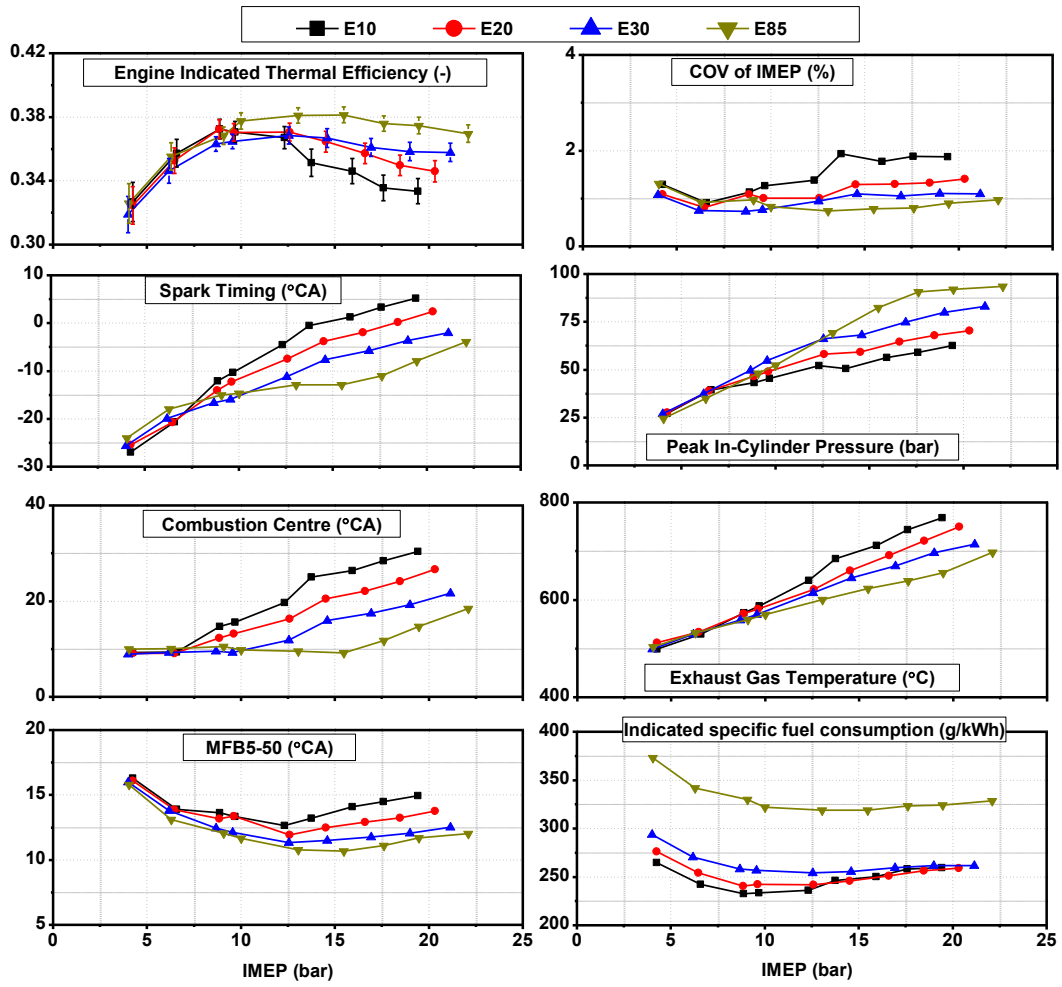 E10 E20 E30 E85
Engine Indicated Thermal Efficiency (-)
0.42
0.38
0.34
0.30
COV of IMEP (%)
4
2
0
Spark Timing (°CA)
10
0
-10
-20
-30
100
75
50
25
0
Peak In-Cylinder Pressure (bar)
Combustion Centre (°CA)
40
20
0
800
600
400
Exhaust Gas Temperature (°C)
MFB5-50 (°CA)
20
15
10
5
0 5 10 15 20 25
IMEP (bar)
Indicated specific fuel consumption (g/kWh)
400
350
300
250
200
0 5 10 15 20 25
IMEP (bar)